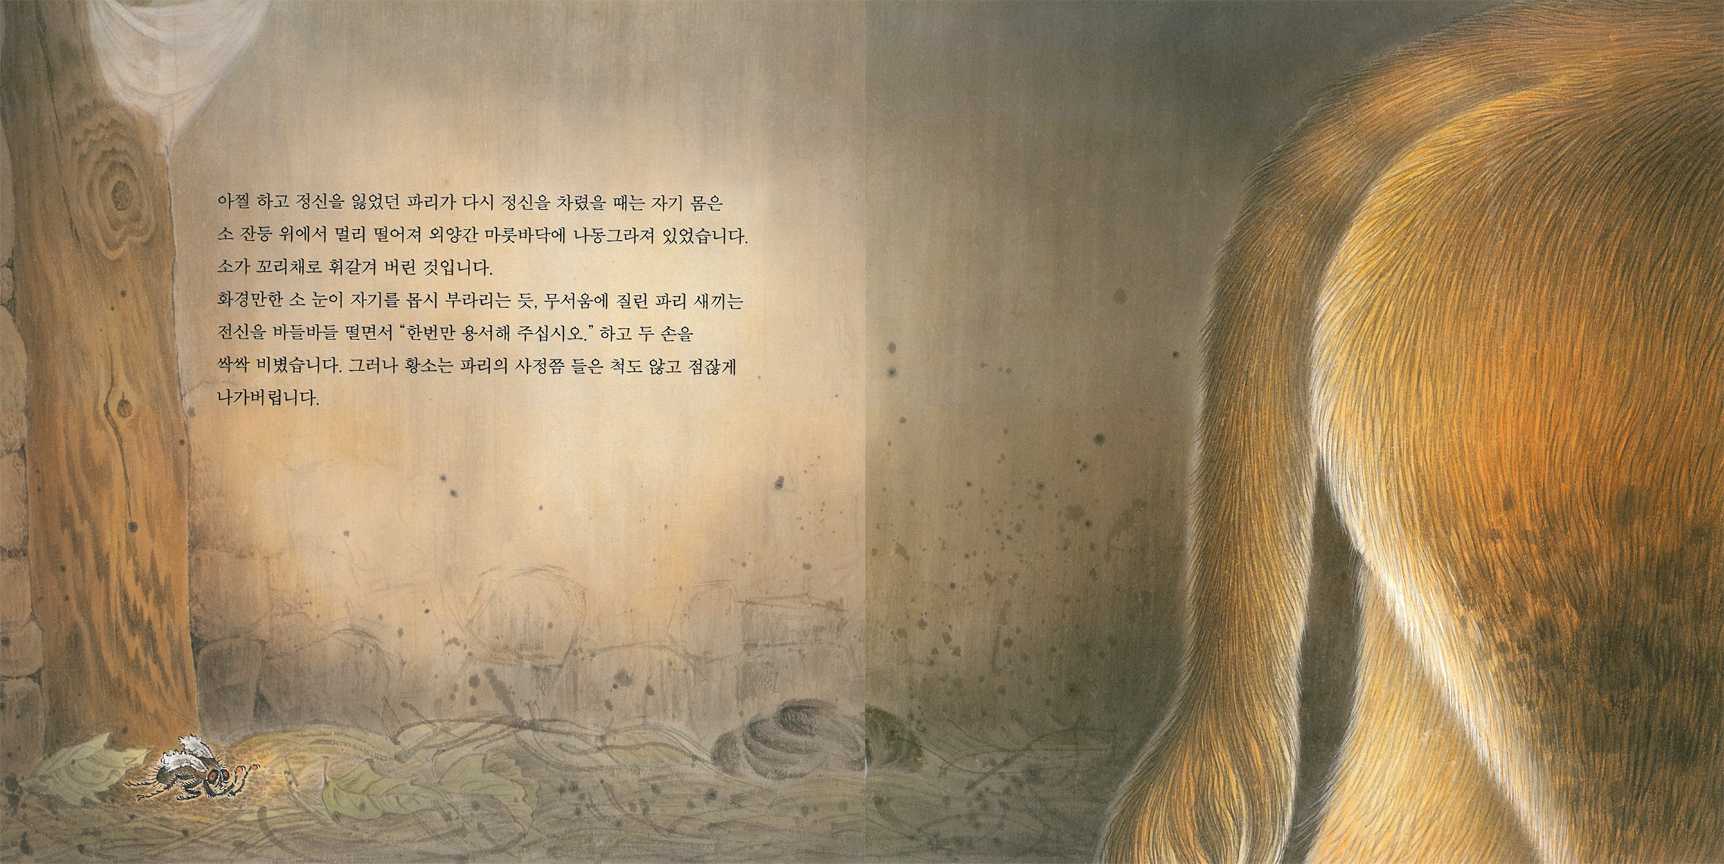 아찔 하고 정신을 잃었던 파리가 다시 정신을 차렸을 때는 자기 몸은
소 잔등 위에서 멀리 떨어져 외양간 마룻바닥에 나동그라져 있었습니다.
소가 꼬리채로 휘갈겨 버린 것입니다.
화경만한 소 눈이 자기를 몹시 부라리는 듯, 무서움에 질린 파리 새끼는
전신을 바들바들 떨면서 “한번만 용서해 주십시오.” 하고 두 손을
싹싹 비볐습니다. 그러나 황소는 파리의 사정쯤 들은 척도 않고 점잖게
나가버립니다.